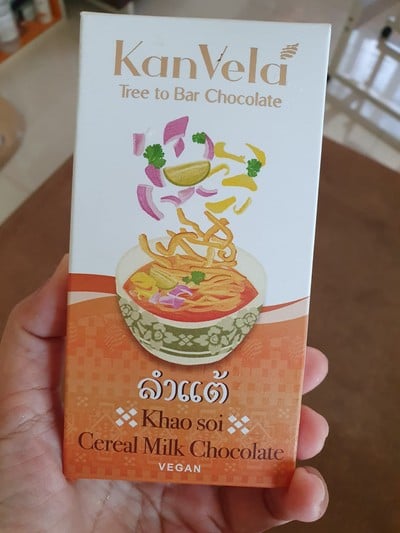 KanVela
Tree to Bar Chocolate
ลำแต้
Khao soi
Cereal Milk Chocolate
VEGAN